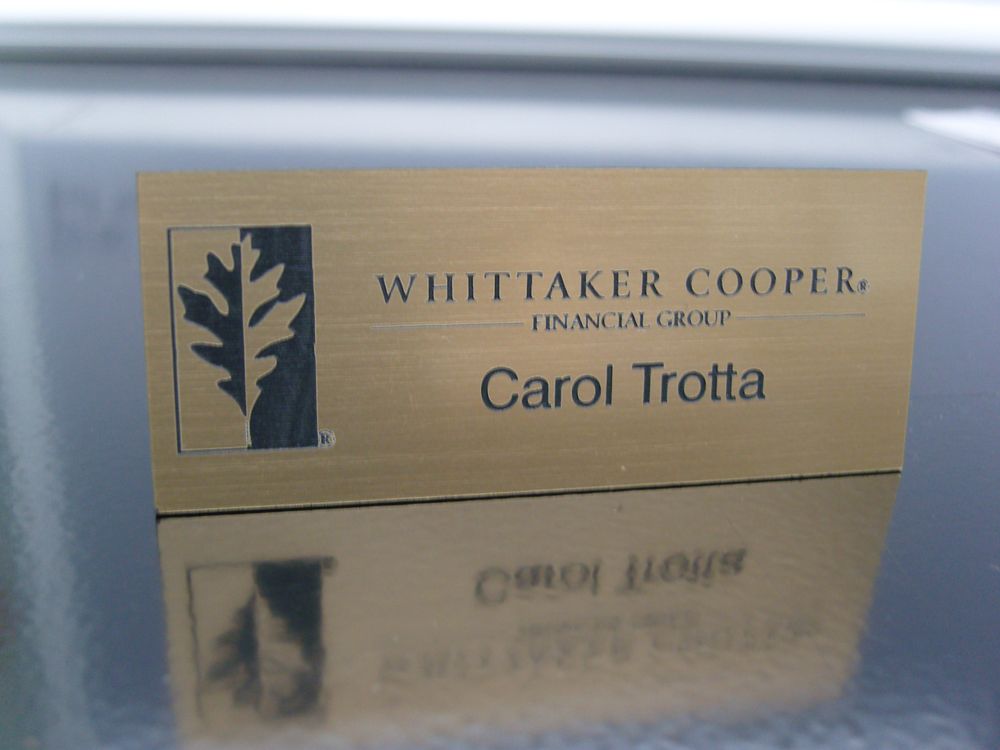 WHITTAKER COOPER®
FINANCIAL GROUP
Carol Trotta
®